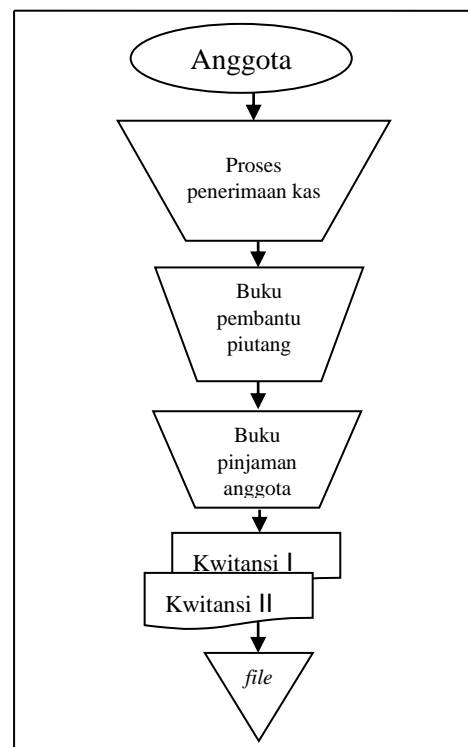 Anggota
Proses
penerimaan kas
Buku
pembantu
piutang
Buku
pinjaman
anggota
Kwitansi I
Kwitansi II
file